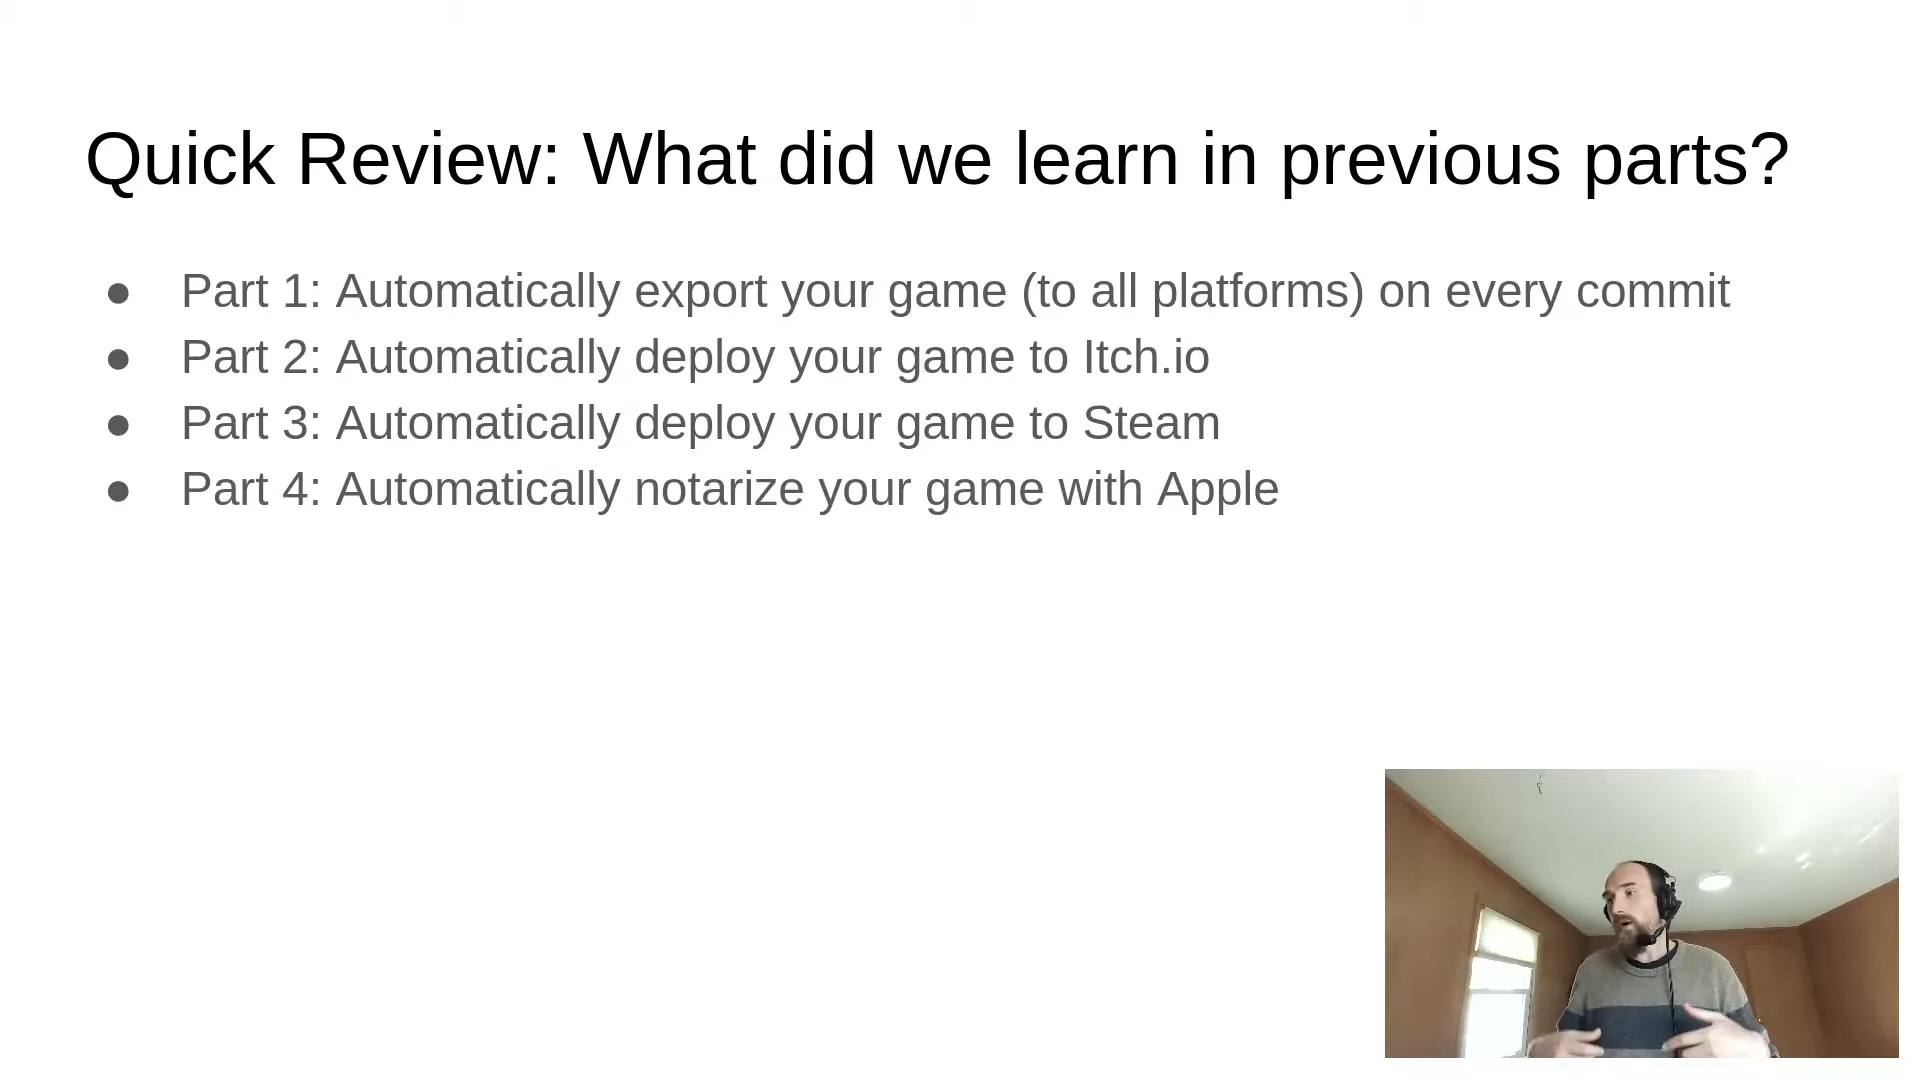 Quick Review: What did we learn in previous parts?
● Part 1: Automatically export your game (to all platforms) on every commit
● Part 2: Automatically deploy your game to Itch.io
● Part 3: Automatically deploy your game to Steam
● Part 4: Automatically notarize your game with Apple